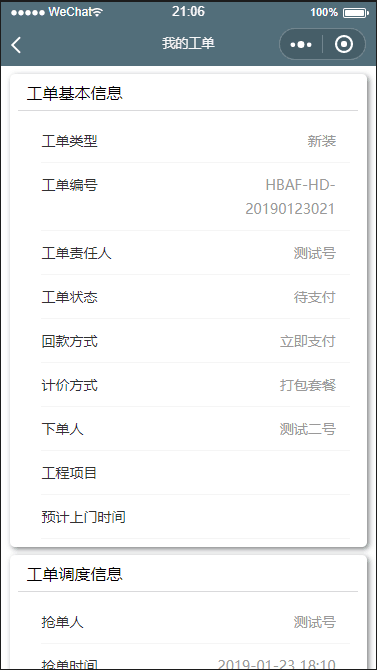 WeChat 21:06 100%
我的工单
工单基本信息
工单类型 新装
工单编号 HBAF-HD-
20190123021
工单责任人 测试号
工单状态 待支付
回款方式 立即支付
计价方式 打包套餐
下单人 测试二号
工程项目
预计上门时间
工单调度信息
抢单人 测试号
抢单时间 2019-01-23 18:10